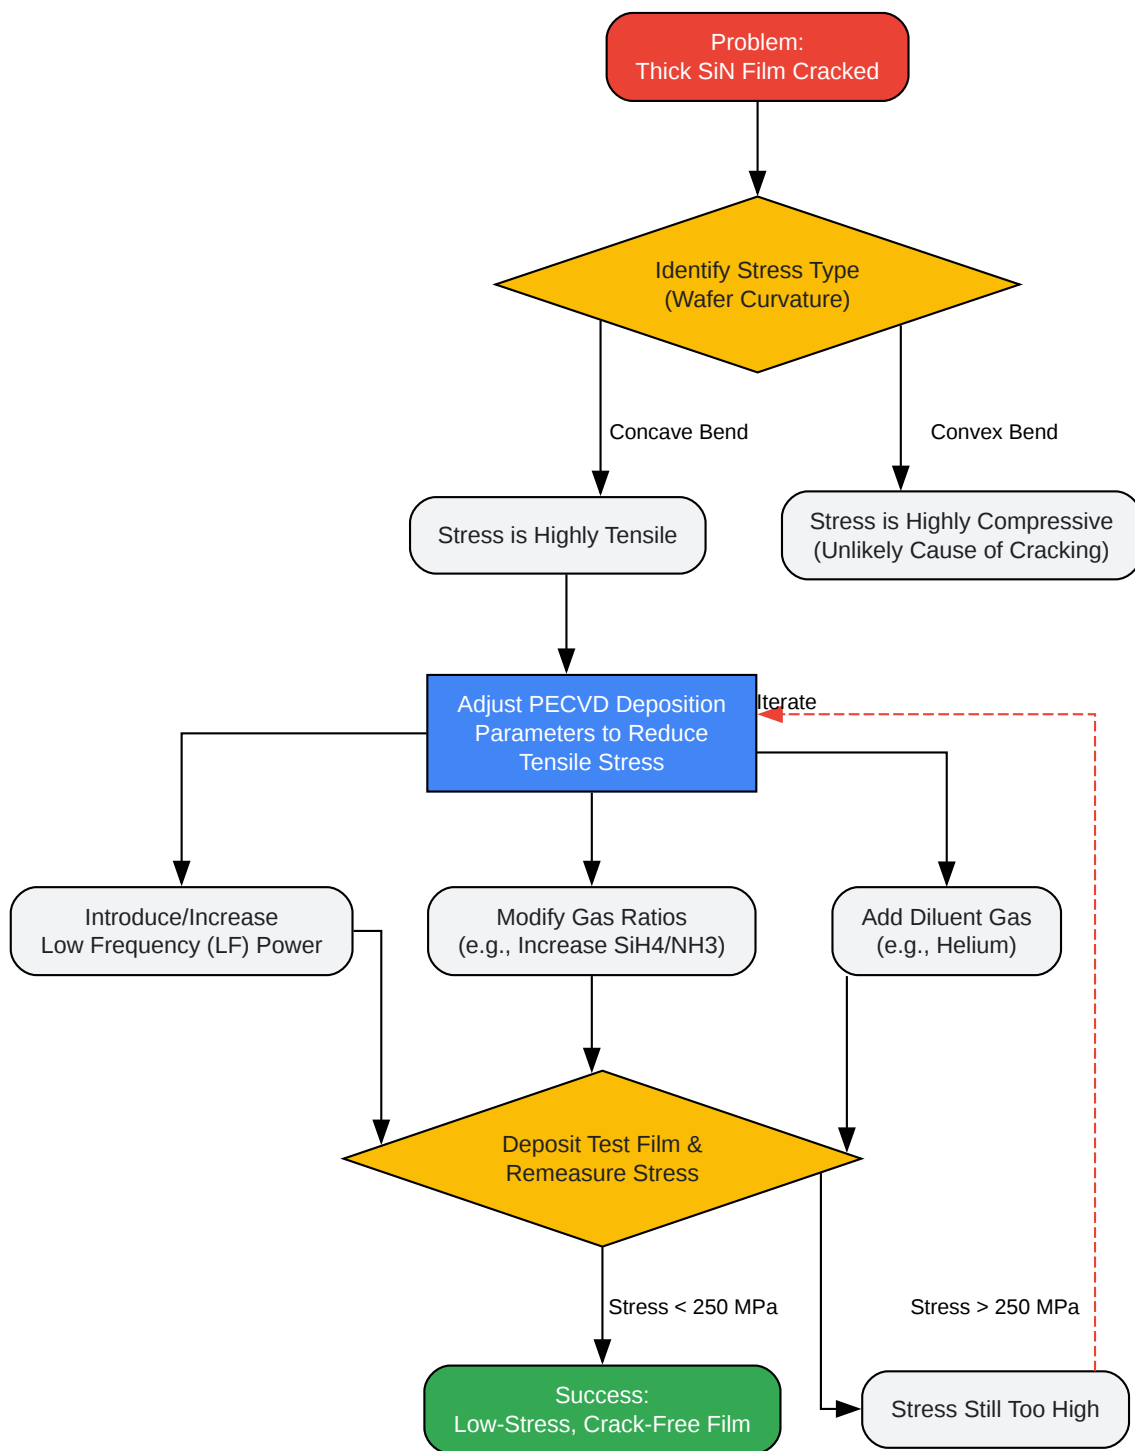 Problem:
Thick SiN Film Cracked
Identify Stress Type
(Wafer Curvature)
Concave Bend
Convex Bend
Stress is Highly Tensile
Stress is Highly Compressive
(Unlikely Cause of Cracking)
Adjust PECVD Deposition
Parameters to Reduce
Tensile Stress
Iterate
Introduce/Increase
Low Frequency (LF) Power
Modify Gas Ratios
(e.g., Increase SiH4/NH3)
Add Diluent Gas
(e.g., Helium)
Deposit Test Film &
Remeasure Stress
Stress < 250 MPa
Stress > 250 MPa
Success:
Low-Stress, Crack-Free Film
Stress Still Too High